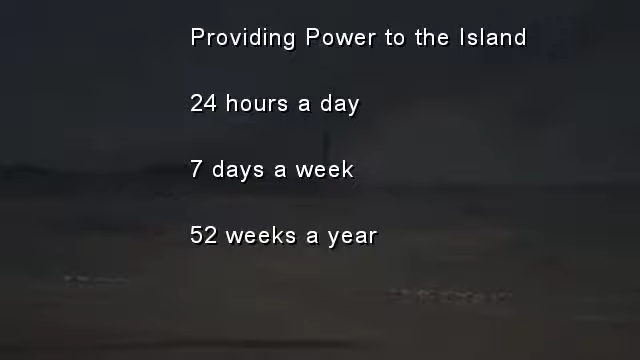 Providing Power to the Island
24 hours a day
7 days a week
52 weeks a year